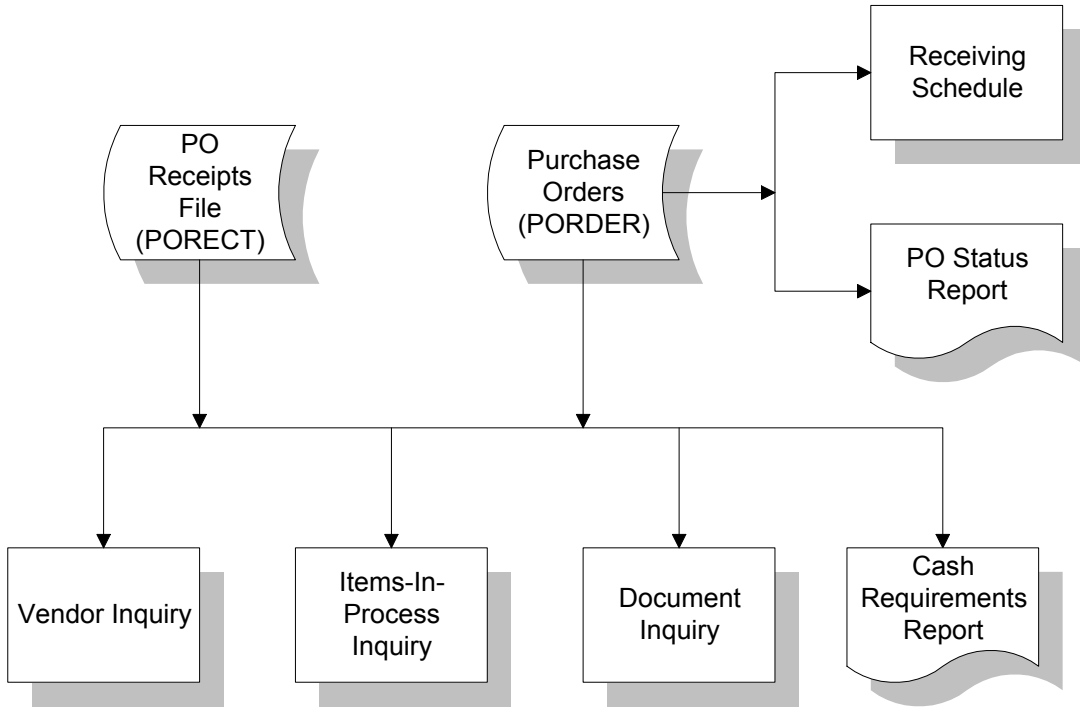 Receiving
Schedule
PO
Receipts
File
(PORECT)
Purchase
Orders
(PORDER)
PO Status
Report
Vendor Inquiry
Items-In-
Process
Inquiry
Document
Inquiry
Cash
Requirements
Report